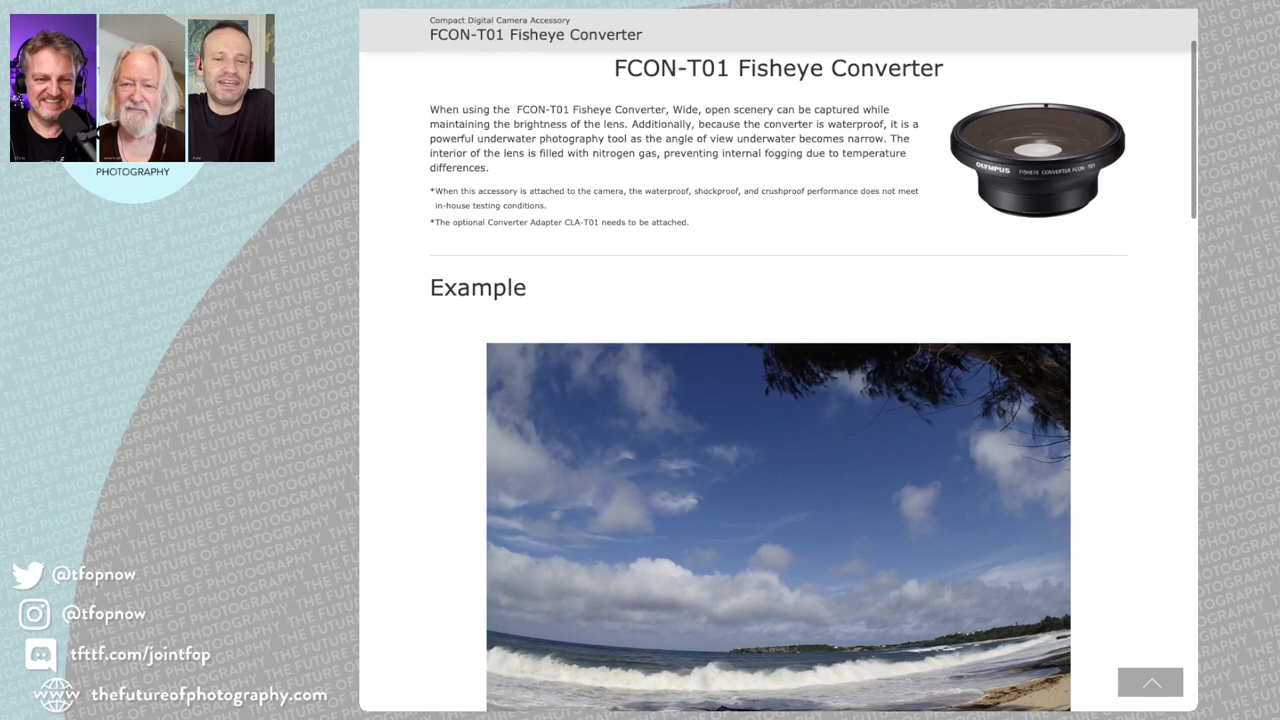 Compact Digital Camera Accessory
FCON-T01 Fisheye Converter
FCON-T01 Fisheye Converter
When using the FCON-T01 Fisheye Converter, Wide, open scenery can be captured while
maintaining the brightness of the lens. Additionally, because the converter is waterproof, it is a
powerful underwater photography tool as the angle of view underwater becomes narrow. The
interior of the lens is filled with nitrogen gas, preventing internal fogging due to temperature
differences.
*When this accessory is attached to the camera, the waterproof, shockproof, and crushproof performance does not meet
in-house testing conditions.
*The optional Converter Adapter CLA-T01 needs to be attached.
OLYMPUS FISHEYE CONVERTER FCON-T01
Example
PHOTOGRAPHY
@tfopnow
@tfopnow
tfttf.com/jointfop
www thefutureofphotography.com
THE FUTURE OF PHOTOGRAPHY